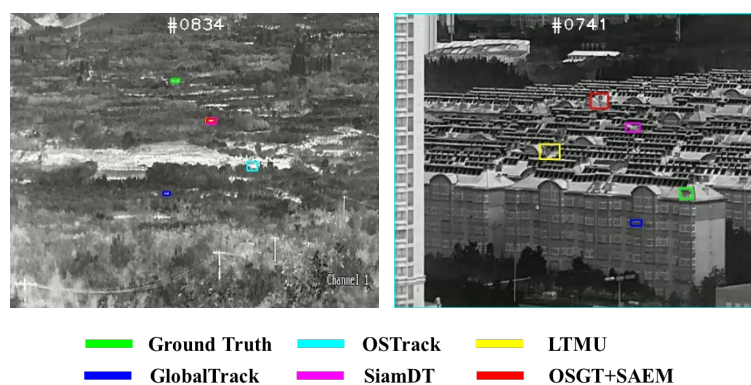 #0834
#0741
Channel 1
Ground Truth
OSTrack
LTMU
GlobalTrack
SiamDT
OSGT+SAEM